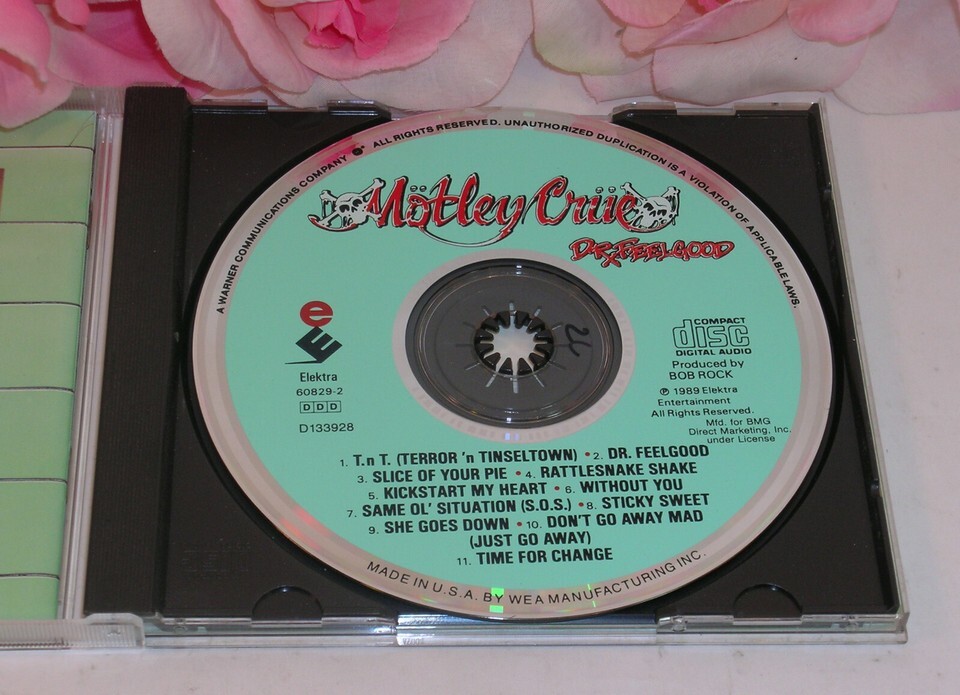 A WARNER COMMUNICATIONS COMPANY ALL RIGHTS RESERVED. UNAUTHORIZED DUPLICATION IS A VIOLATION OF APPLICABLE LAWS.
Mötley Crüe
DR. FEELGOOD
e
E
Elektra
60829-2
DDD
D133928
COMPACT
disc
DIGITAL AUDIO
Produced by
BOB ROCK
℗ 1989 Elektra
Entertainment
All Rights Reserved.
Mfd. for BMG
Direct Marketing, Inc.
under License
1. T.n T. (TERROR 'n TINSELTOWN) • 2. DR. FEELGOOD
3. SLICE OF YOUR PIE • 4. RATTLESNAKE SHAKE
5. KICKSTART MY HEART • 6. WITHOUT YOU
7. SAME OL' SITUATION (S.O.S.) • 8. STICKY SWEET
9. SHE GOES DOWN • 10. DON'T GO AWAY MAD
(JUST GO AWAY)
11. TIME FOR CHANGE
MADE IN U.S.A. BY WEA MANUFACTURING INC.